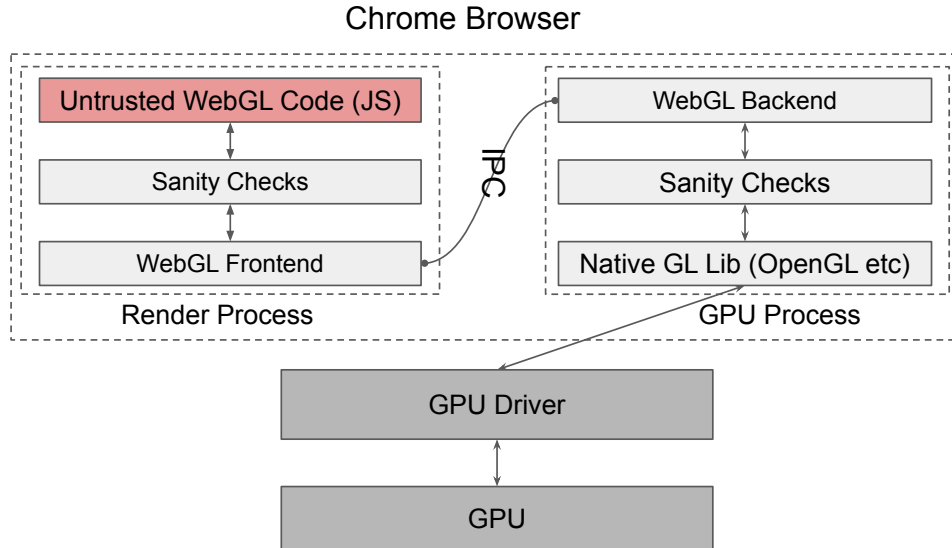 Chrome Browser
Untrusted WebGL Code (JS)
Sanity Checks
WebGL Frontend
Render Process
IPC
WebGL Backend
Sanity Checks
Native GL Lib (OpenGL etc)
GPU Process
GPU Driver
GPU